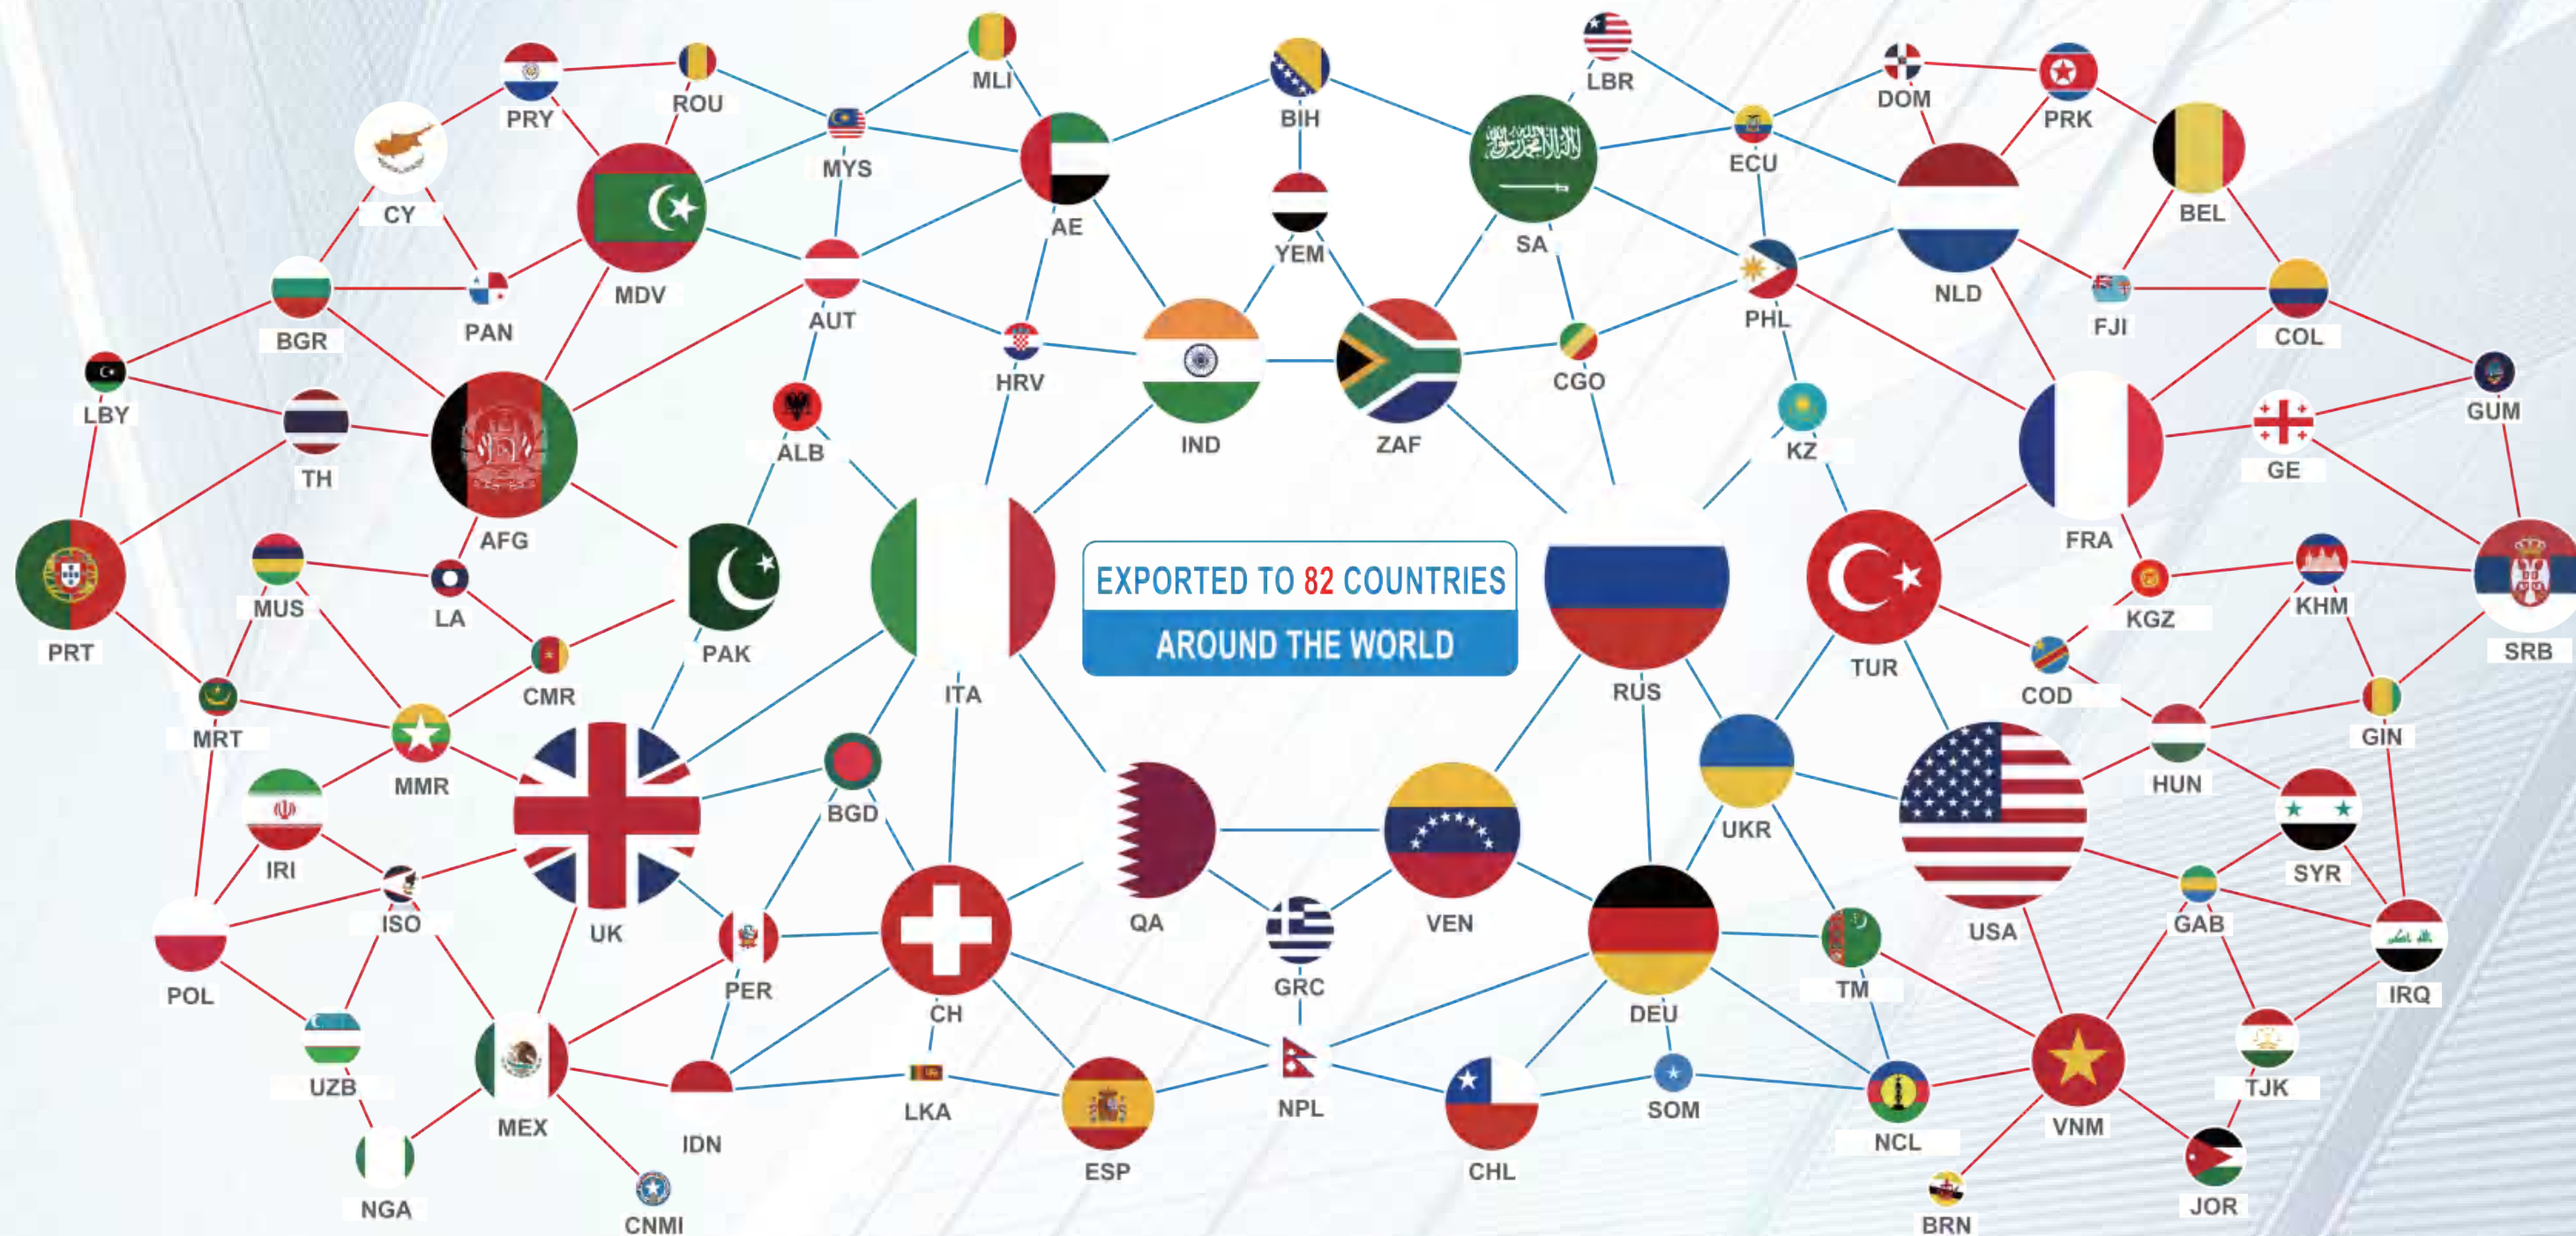 MLI
LBR
PRY
ROU
BIH
DOM
PRK
MYS
ECU
CY
AE
BEL
YEM
SA
MDV
NLD
BGR
PAN
AUT
PHL
FJI
COL
LBY
HRV
CGO
GUM
TH
ALB
IND
ZAF
KZ
GE
AFG
FRA
EXPORTED TO 82 COUNTRIES
AROUND THE WORLD
MUS
LA
KGZ
KHM
PRT
PAK
TUR
SRB
CMR
ITA
RUS
COD
MRT
GIN
MMR
HUN
BGD
UKR
IRI
SYR
ISO
UK
QA
VEN
USA
GAB
POL
PER
GRC
TM
IRQ
CH
DEU
UZB
TJK
MEX
LKA
NPL
SOM
VNM
IDN
NCL
ESP
CHL
NGA
JOR
CNMI
BRN